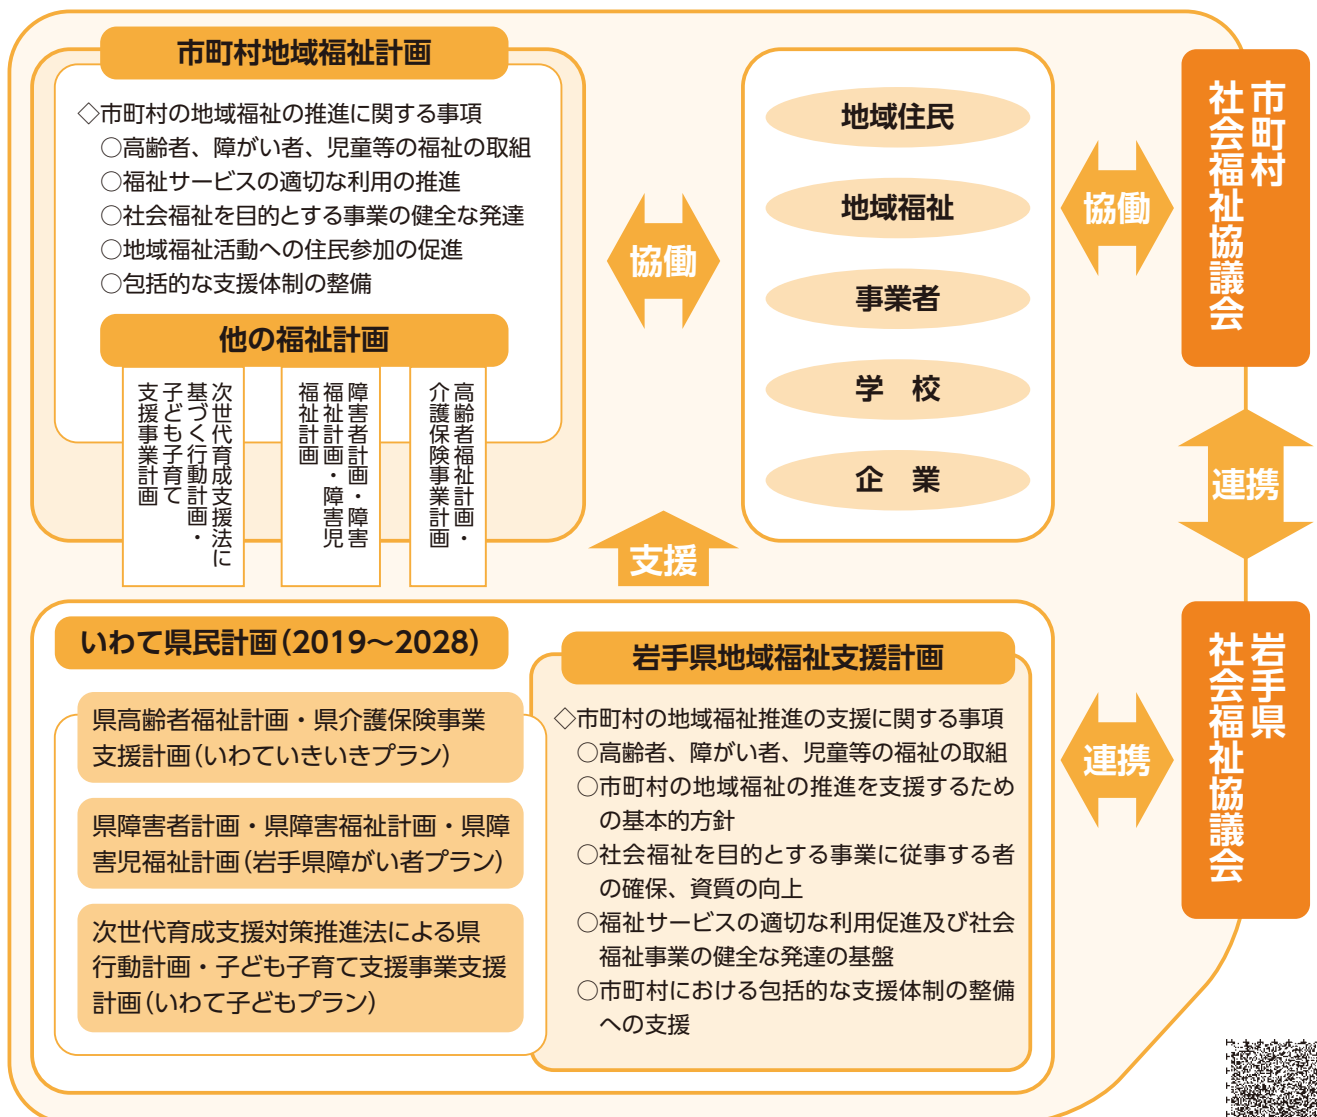 市町村地域福祉計画
◇市町村の地域福祉の推進に関する事項
○高齢者、障がい者、児童等の福祉の取組
○福祉サービスの適切な利用の推進
○社会福祉を目的とする事業の健全な発達
○地域福祉活動への住民参加の促進
○包括的な支援体制の整備
他の福祉計画
高齢者福祉計画・
介護保険事業計画
障害者計画・障害
福祉計画・障害児
福祉計画
次世代育成支援法に
基づく行動計画・
子ども子育て
支援事業計画
協働
地域住民
地域福祉
事業者
学　校
企　業
協働
市町村
社会福祉協議会
連携
支援
いわて県民計画(2019～2028)
県高齢者福祉計画・県介護保険事業
支援計画(いわていきいきプラン)
県障害者計画・県障害福祉計画・県障
害児福祉計画(岩手県障がい者プラン)
次世代育成支援対策推進法による県
行動計画・子ども子育て支援事業支援
計画(いわて子どもプラン)
岩手県地域福祉支援計画
◇市町村の地域福祉推進の支援に関する事項
○高齢者、障がい者、児童等の福祉の取組
○市町村の地域福祉の推進を支援するため
の基本的方針
○社会福祉を目的とする事業に従事する者
の確保、資質の向上
○福祉サービスの適切な利用促進及び社会
福祉事業の健全な発達の基盤
○市町村における包括的な支援体制の整備
への支援
連携
岩手県
社会福祉協議会